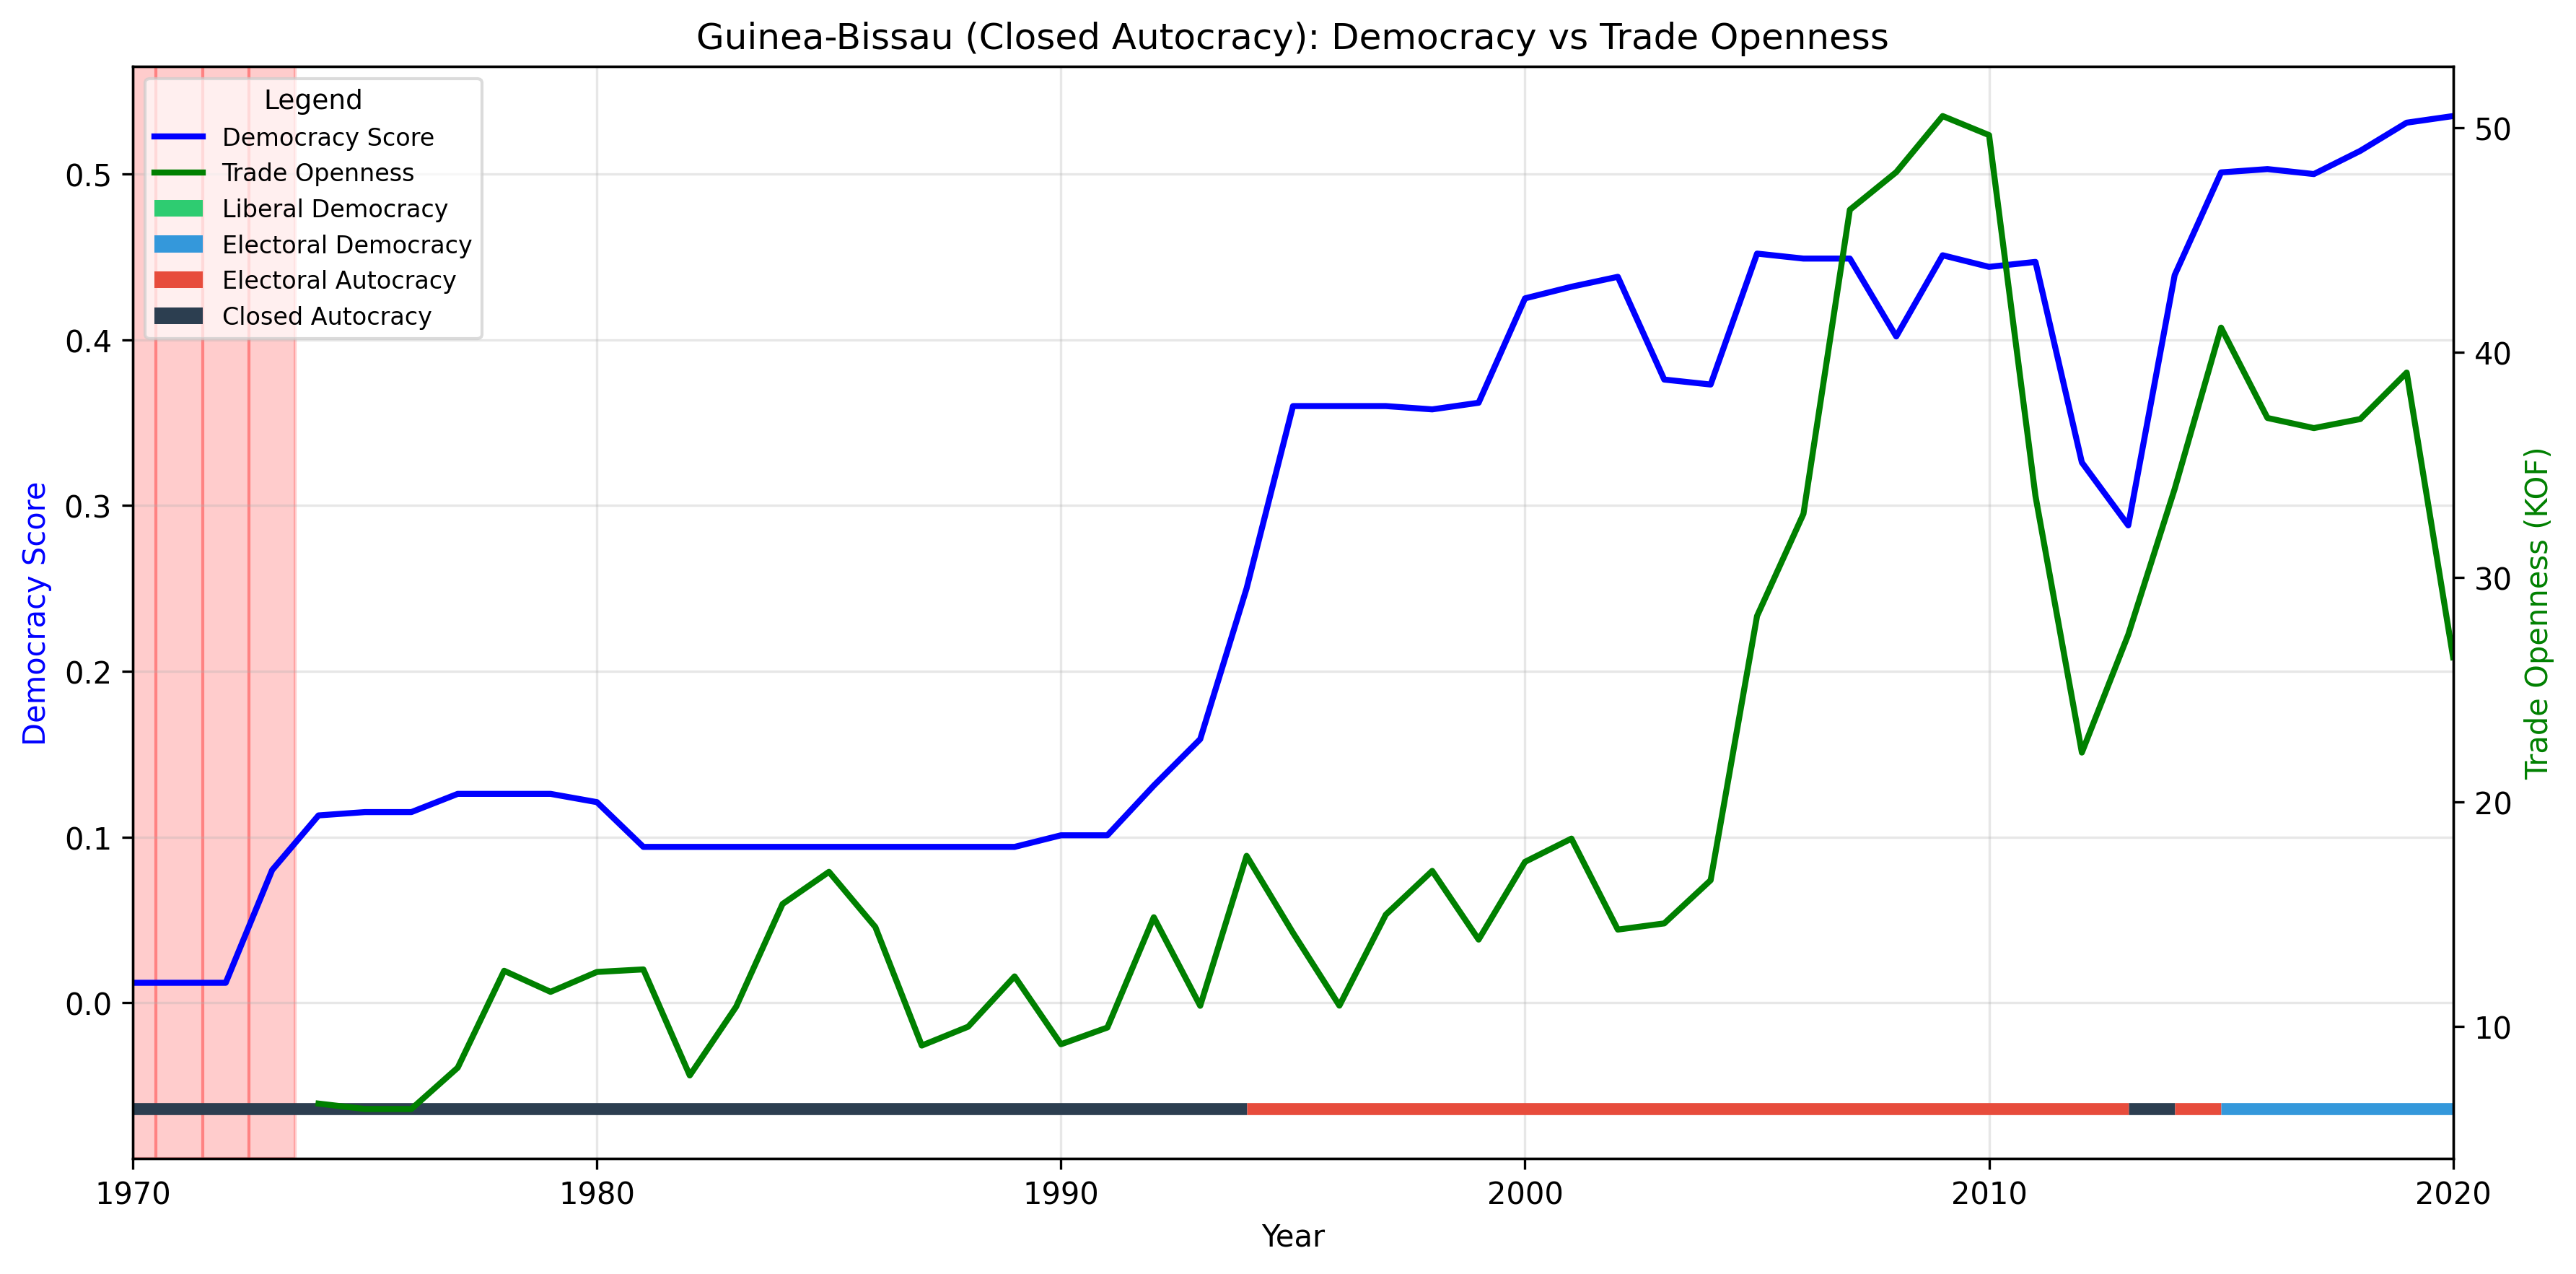 Guinea-Bissau (Closed Autocracy): Democracy vs Trade Openness
Legend
Democracy Score
Trade Openness
Liberal Democracy
Electoral Democracy
Electoral Autocracy
Closed Autocracy
0.5
0.4
0.3
0.2
0.1
0.0
Democracy Score
50
40
30
20
10
Trade Openness (KOF)
1970
1980
1990
2000
2010
2020
Year